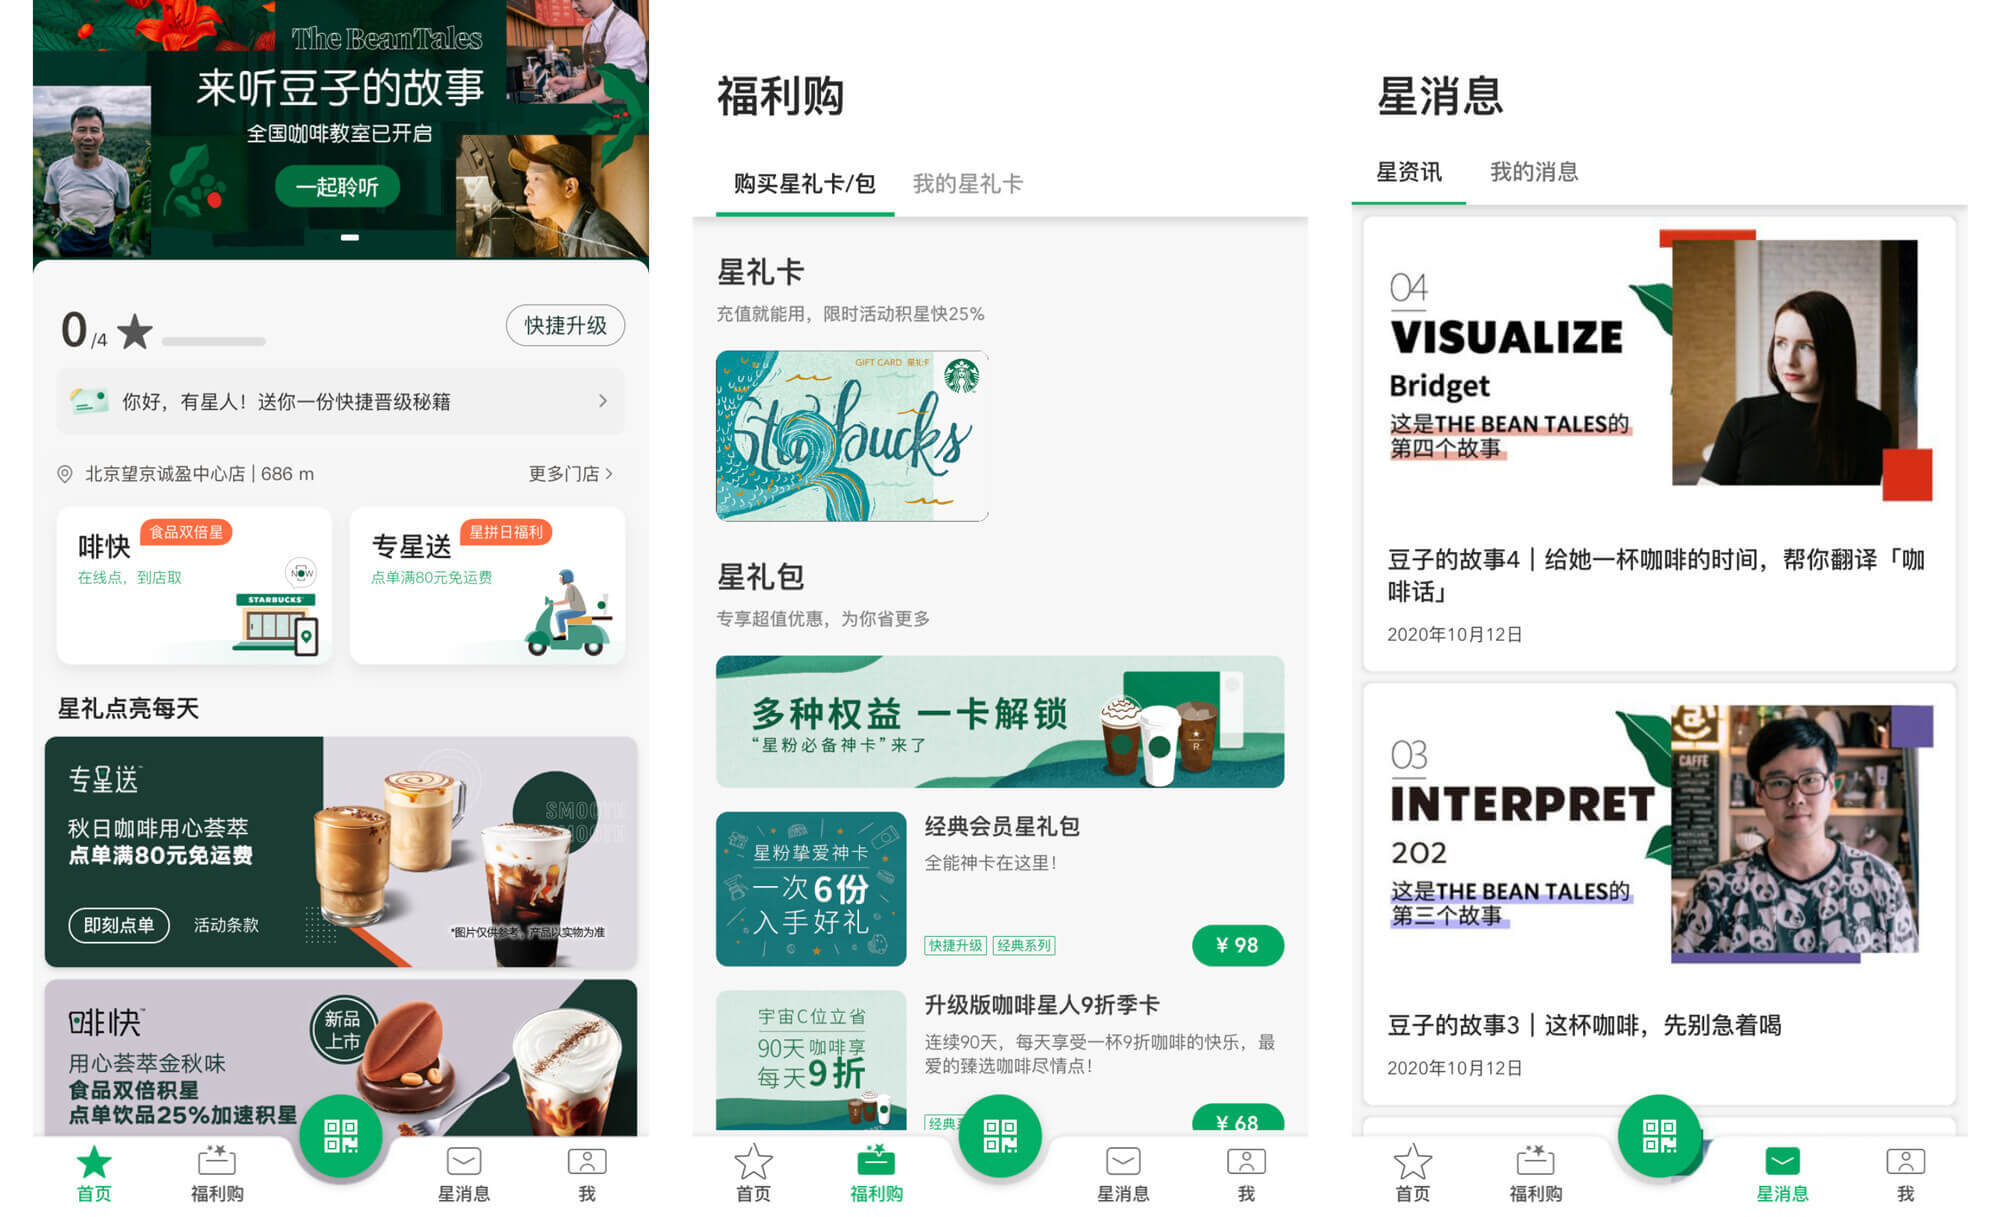 The Bean Tales
来听豆子的故事
全国咖啡教室已开启
一起聆听
0/4
快捷升级
你好，有星人！送你一份快捷晋级秘籍
北京望京诚盈中心店 | 686 m
更多门店
啡快
食品双倍星
在线点，到店取
NOW
STARBUCKS
专星送
星拼日福利
点单满80元免运费
星礼点亮每天
专星送
秋日咖啡用心荟萃
点单满80元免运费
即刻点单
活动条款
SMOOTH
SMOOTH
*图片仅供参考，产品以实物为准
啡快
用心荟萃金秋味
食品双倍积星
点单饮品25%加速积星
新品
上市
首页
福利购
星消息
我
福利购
购买星礼卡/包
我的星礼卡
星礼卡
充值就能用，限时活动积星快25%
GIFT CARD 星礼卡
Starbucks
星礼包
专享超值优惠，为你省更多
多种权益 一卡解锁
“星粉必备神卡”来了
R
星粉挚爱神卡
一次6份
入手好礼
经典会员星礼包
全能神卡在这里！
快捷升级
经典系列
¥ 98
宇宙C位立省
90天咖啡享
每天9折
升级版咖啡星人9折季卡
连续90天，每天享受一杯9折咖啡的快乐，最
爱的臻选咖啡尽情点！
经典
¥ 68
首页
福利购
星消息
我
星消息
星资讯
我的消息
04
VISUALIZE
Bridget
这是THE BEAN TALES的
第四个故事
豆子的故事4｜给她一杯咖啡的时间，帮你翻译「咖
啡话」
2020年10月12日
03
INTERPRET
202
这是THE BEAN TALES的
第三个故事
CAFFE
豆子的故事3｜这杯咖啡，先别急着喝
2020年10月12日
首页
福利购
星消息
我